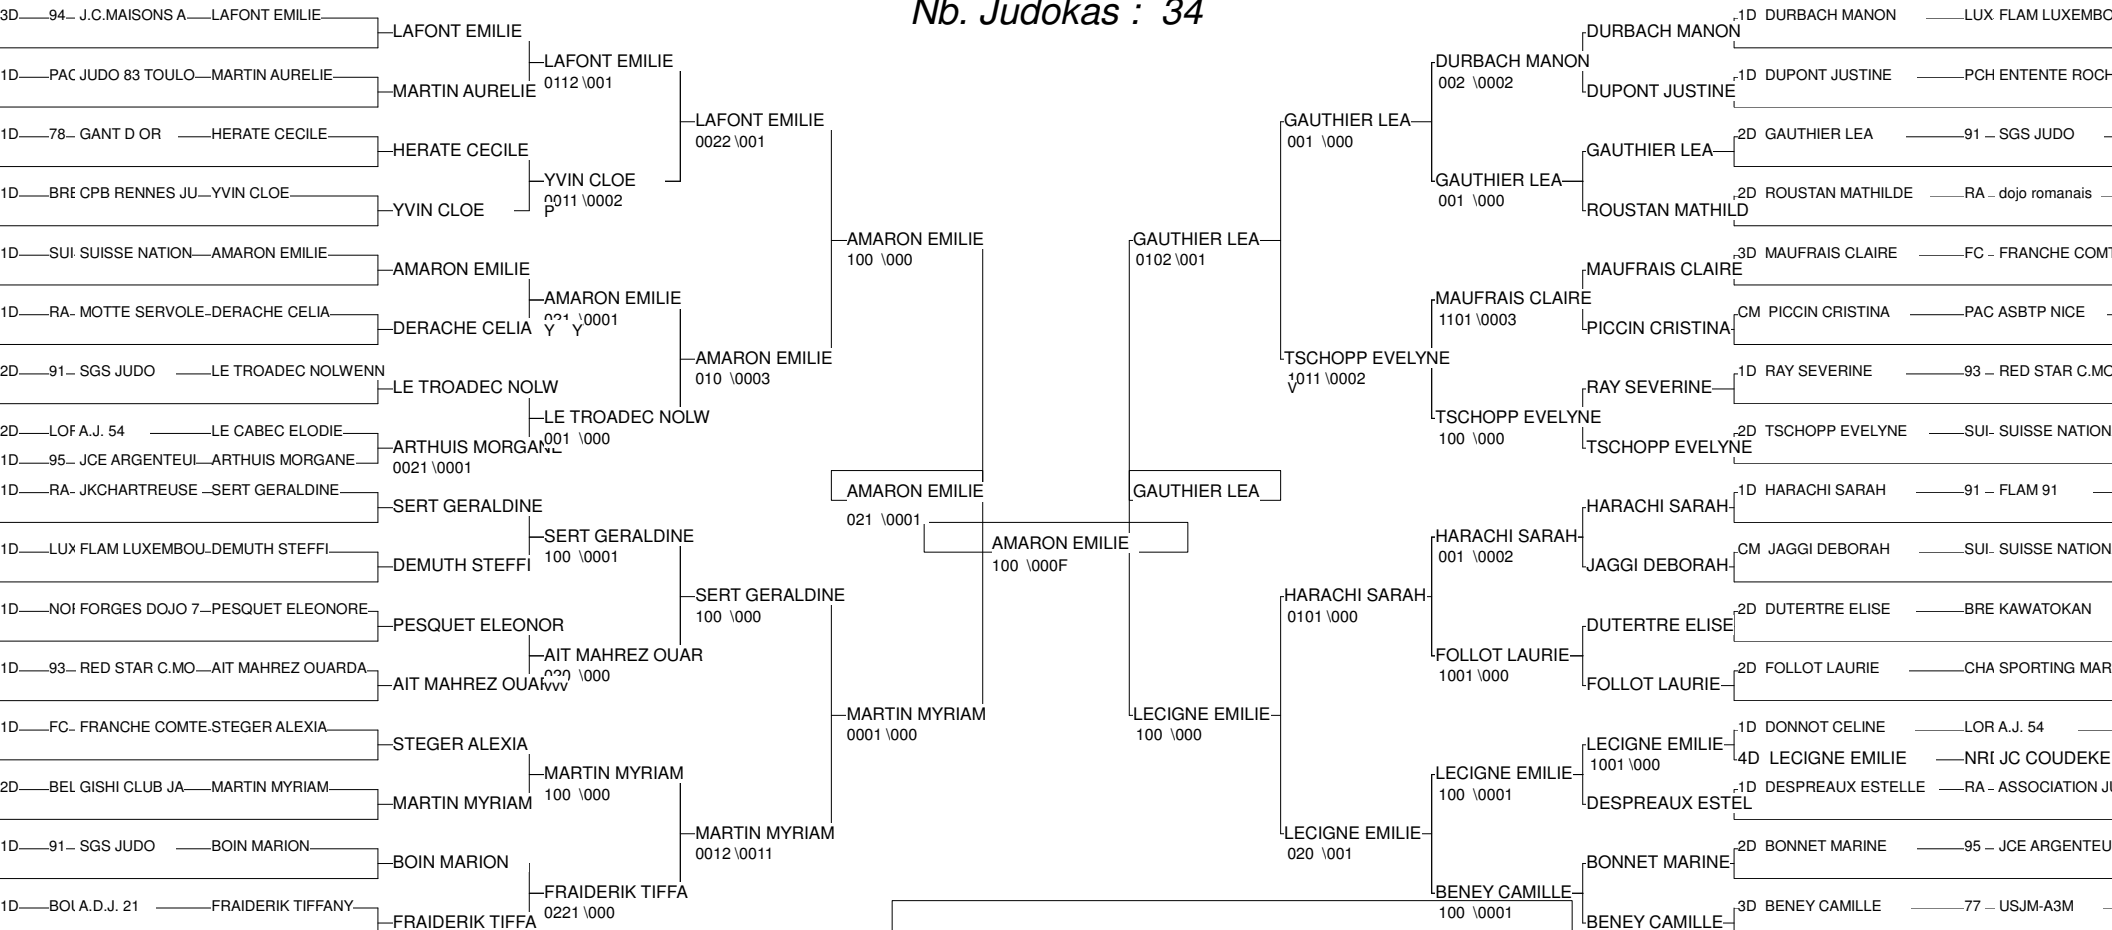 Nb. Judokas : 34
3D 94 J.C.MAISONS A LAFONT EMILIE
1D PAC JUDO 83 TOULO MARTIN AURELIE
1D 78 GANT D OR HERATE CECILE
1D BRE CPB RENNES JU YVIN CLOE
1D SUI SUISSE NATION AMARON EMILIE
1D RA MOTTE SERVOLE DERACHE CELIA
2D 91 SGS JUDO LE TROADEC NOLWENN
2D LOR A.J. 54 LE CABEC ELODIE
1D 95 JCE ARGENTEUI ARTHUIS MORGANE
1D RA JKCHARTREUSE SERT GERALDINE
1D LUX FLAM LUXEMBOU DEMUTH STEFFI
1D NOR FORGES DOJO 7 PESQUET ELEONORE
1D 93 RED STAR C.MO AIT MAHREZ OUARDA
1D FC FRANCHE COMTE STEGER ALEXIA
2D BEL GISHI CLUB JA MARTIN MYRIAM
1D 91 SGS JUDO BOIN MARION
1D BOU A.D.J. 21 FRAIDERIK TIFFANY
LAFONT EMILIE
MARTIN AURELIE
HERATE CECILE
YVIN CLOE
AMARON EMILIE
DERACHE CELIA
LE TROADEC NOLW
ARTHUIS MORGANE
0021 \0001
SERT GERALDINE
DEMUTH STEFFI
PESQUET ELEONOR
AIT MAHREZ OUAR
STEGER ALEXIA
MARTIN MYRIAM
BOIN MARION
FRAIDERIK TIFFA
LAFONT EMILIE
0112 \001
YVIN CLOE
0011 \0002
P
AMARON EMILIE
021 \0001
Y Y
LE TROADEC NOLW
001 \000
SERT GERALDINE
100 \0001
AIT MAHREZ OUAR
020 \000
VVV
MARTIN MYRIAM
100 \000
FRAIDERIK TIFFA
0221 \000
LAFONT EMILIE
0022 \001
AMARON EMILIE
010 \0003
SERT GERALDINE
100 \000
MARTIN MYRIAM
0012 \0011
AMARON EMILIE
100 \000
MARTIN MYRIAM
0001 \000
AMARON EMILIE
021 \0001
AMARON EMILIE
100 \000F
GAUTHIER LEA
GAUTHIER LEA
0102 \001
LECIGNE EMILIE
100 \000
GAUTHIER LEA
001 \000
TSCHOPP EVELYNE
1011 \0002
V
HARACHI SARAH
0101 \000
LECIGNE EMILIE
020 \001
DURBACH MANON
002 \0002
GAUTHIER LEA
001 \000
MAUFRAIS CLAIRE
1101 \0003
TSCHOPP EVELYNE
100 \000
HARACHI SARAH
001 \0002
FOLLOT LAURIE
1001 \000
LECIGNE EMILIE
100 \0001
BENEY CAMILLE
100 \0001
DURBACH MANON
DUPONT JUSTINE
GAUTHIER LEA
ROUSTAN MATHILD
MAUFRAIS CLAIRE
PICCIN CRISTINA
RAY SEVERINE
TSCHOPP EVELYNE
HARACHI SARAH
JAGGI DEBORAH
DUTERTRE ELISE
FOLLOT LAURIE
LECIGNE EMILIE
1001 \000
DESPREAUX ESTEL
BONNET MARINE
BENEY CAMILLE
1D DURBACH MANON LUX FLAM LUXEMBO
1D DUPONT JUSTINE PCH ENTENTE ROCH
2D GAUTHIER LEA 91 SGS JUDO
2D ROUSTAN MATHILDE RA dojo romanais
3D MAUFRAIS CLAIRE FC FRANCHE COMT
CM PICCIN CRISTINA PAC ASBTP NICE
1D RAY SEVERINE 93 RED STAR C.MO
2D TSCHOPP EVELYNE SUI SUISSE NATION
1D HARACHI SARAH 91 FLAM 91
CM JAGGI DEBORAH SUI SUISSE NATION
2D DUTERTRE ELISE BRE KAWATOKAN
2D FOLLOT LAURIE CHA SPORTING MAR
1D DONNOT CELINE LOR A.J. 54
4D LECIGNE EMILIE NRD JC COUDEKE
1D DESPREAUX ESTELLE RA ASSOCIATION JU
2D BONNET MARINE 95 JCE ARGENTEU
3D BENEY CAMILLE 77 USJM-A3M